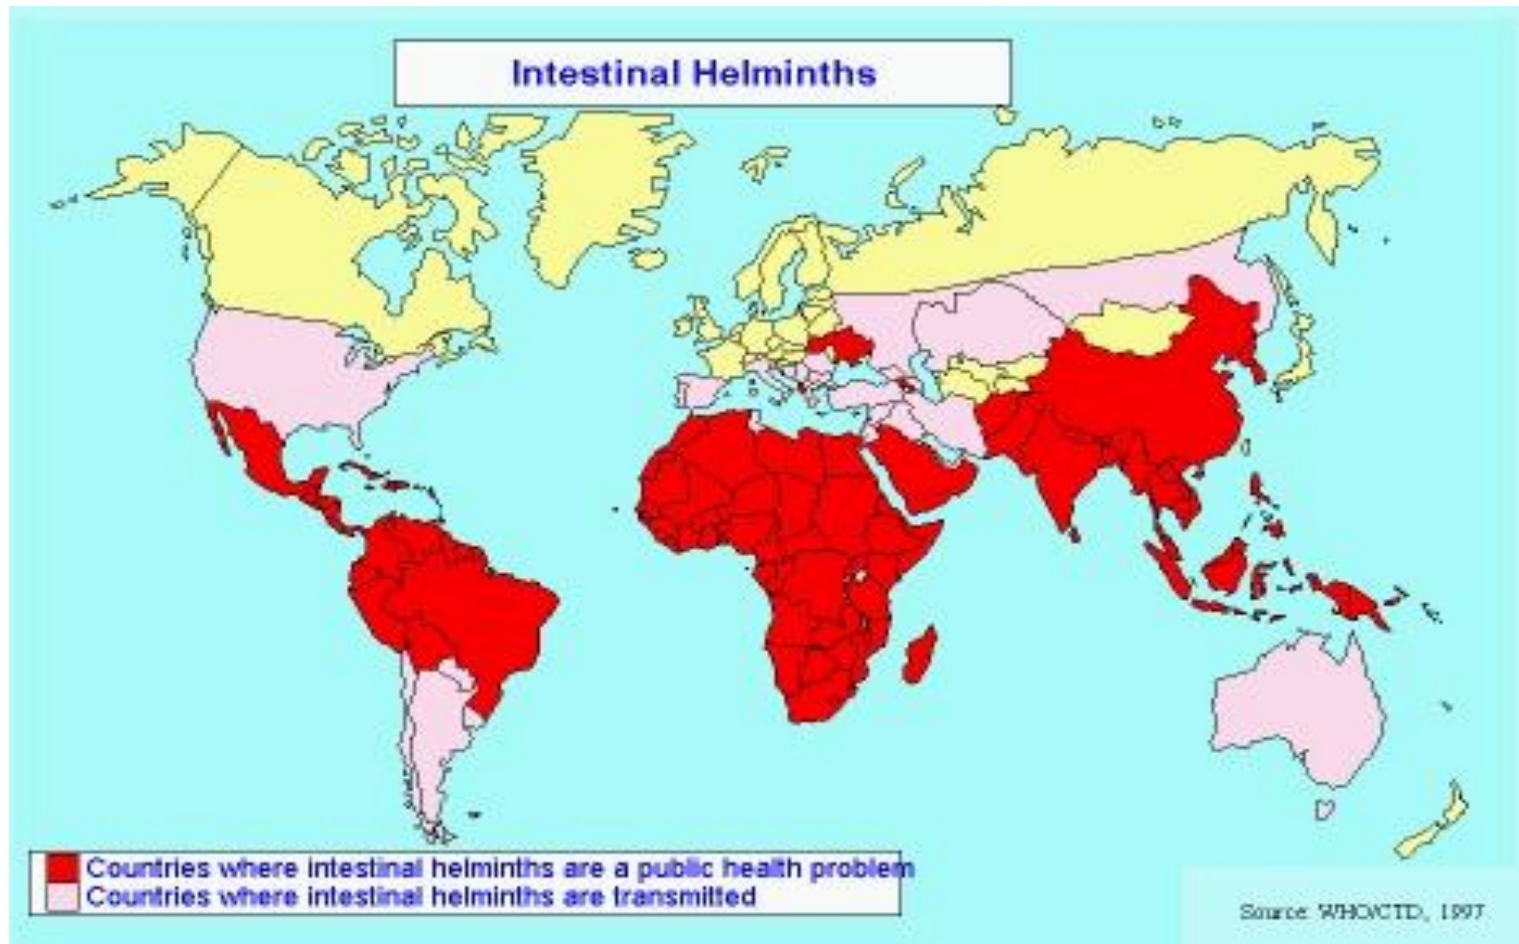 Intestinal Helminths
Countries where intestinal helminths are a public health problem
Countries where intestinal helminths are transmitted
Source: WHO/CTD, 1997